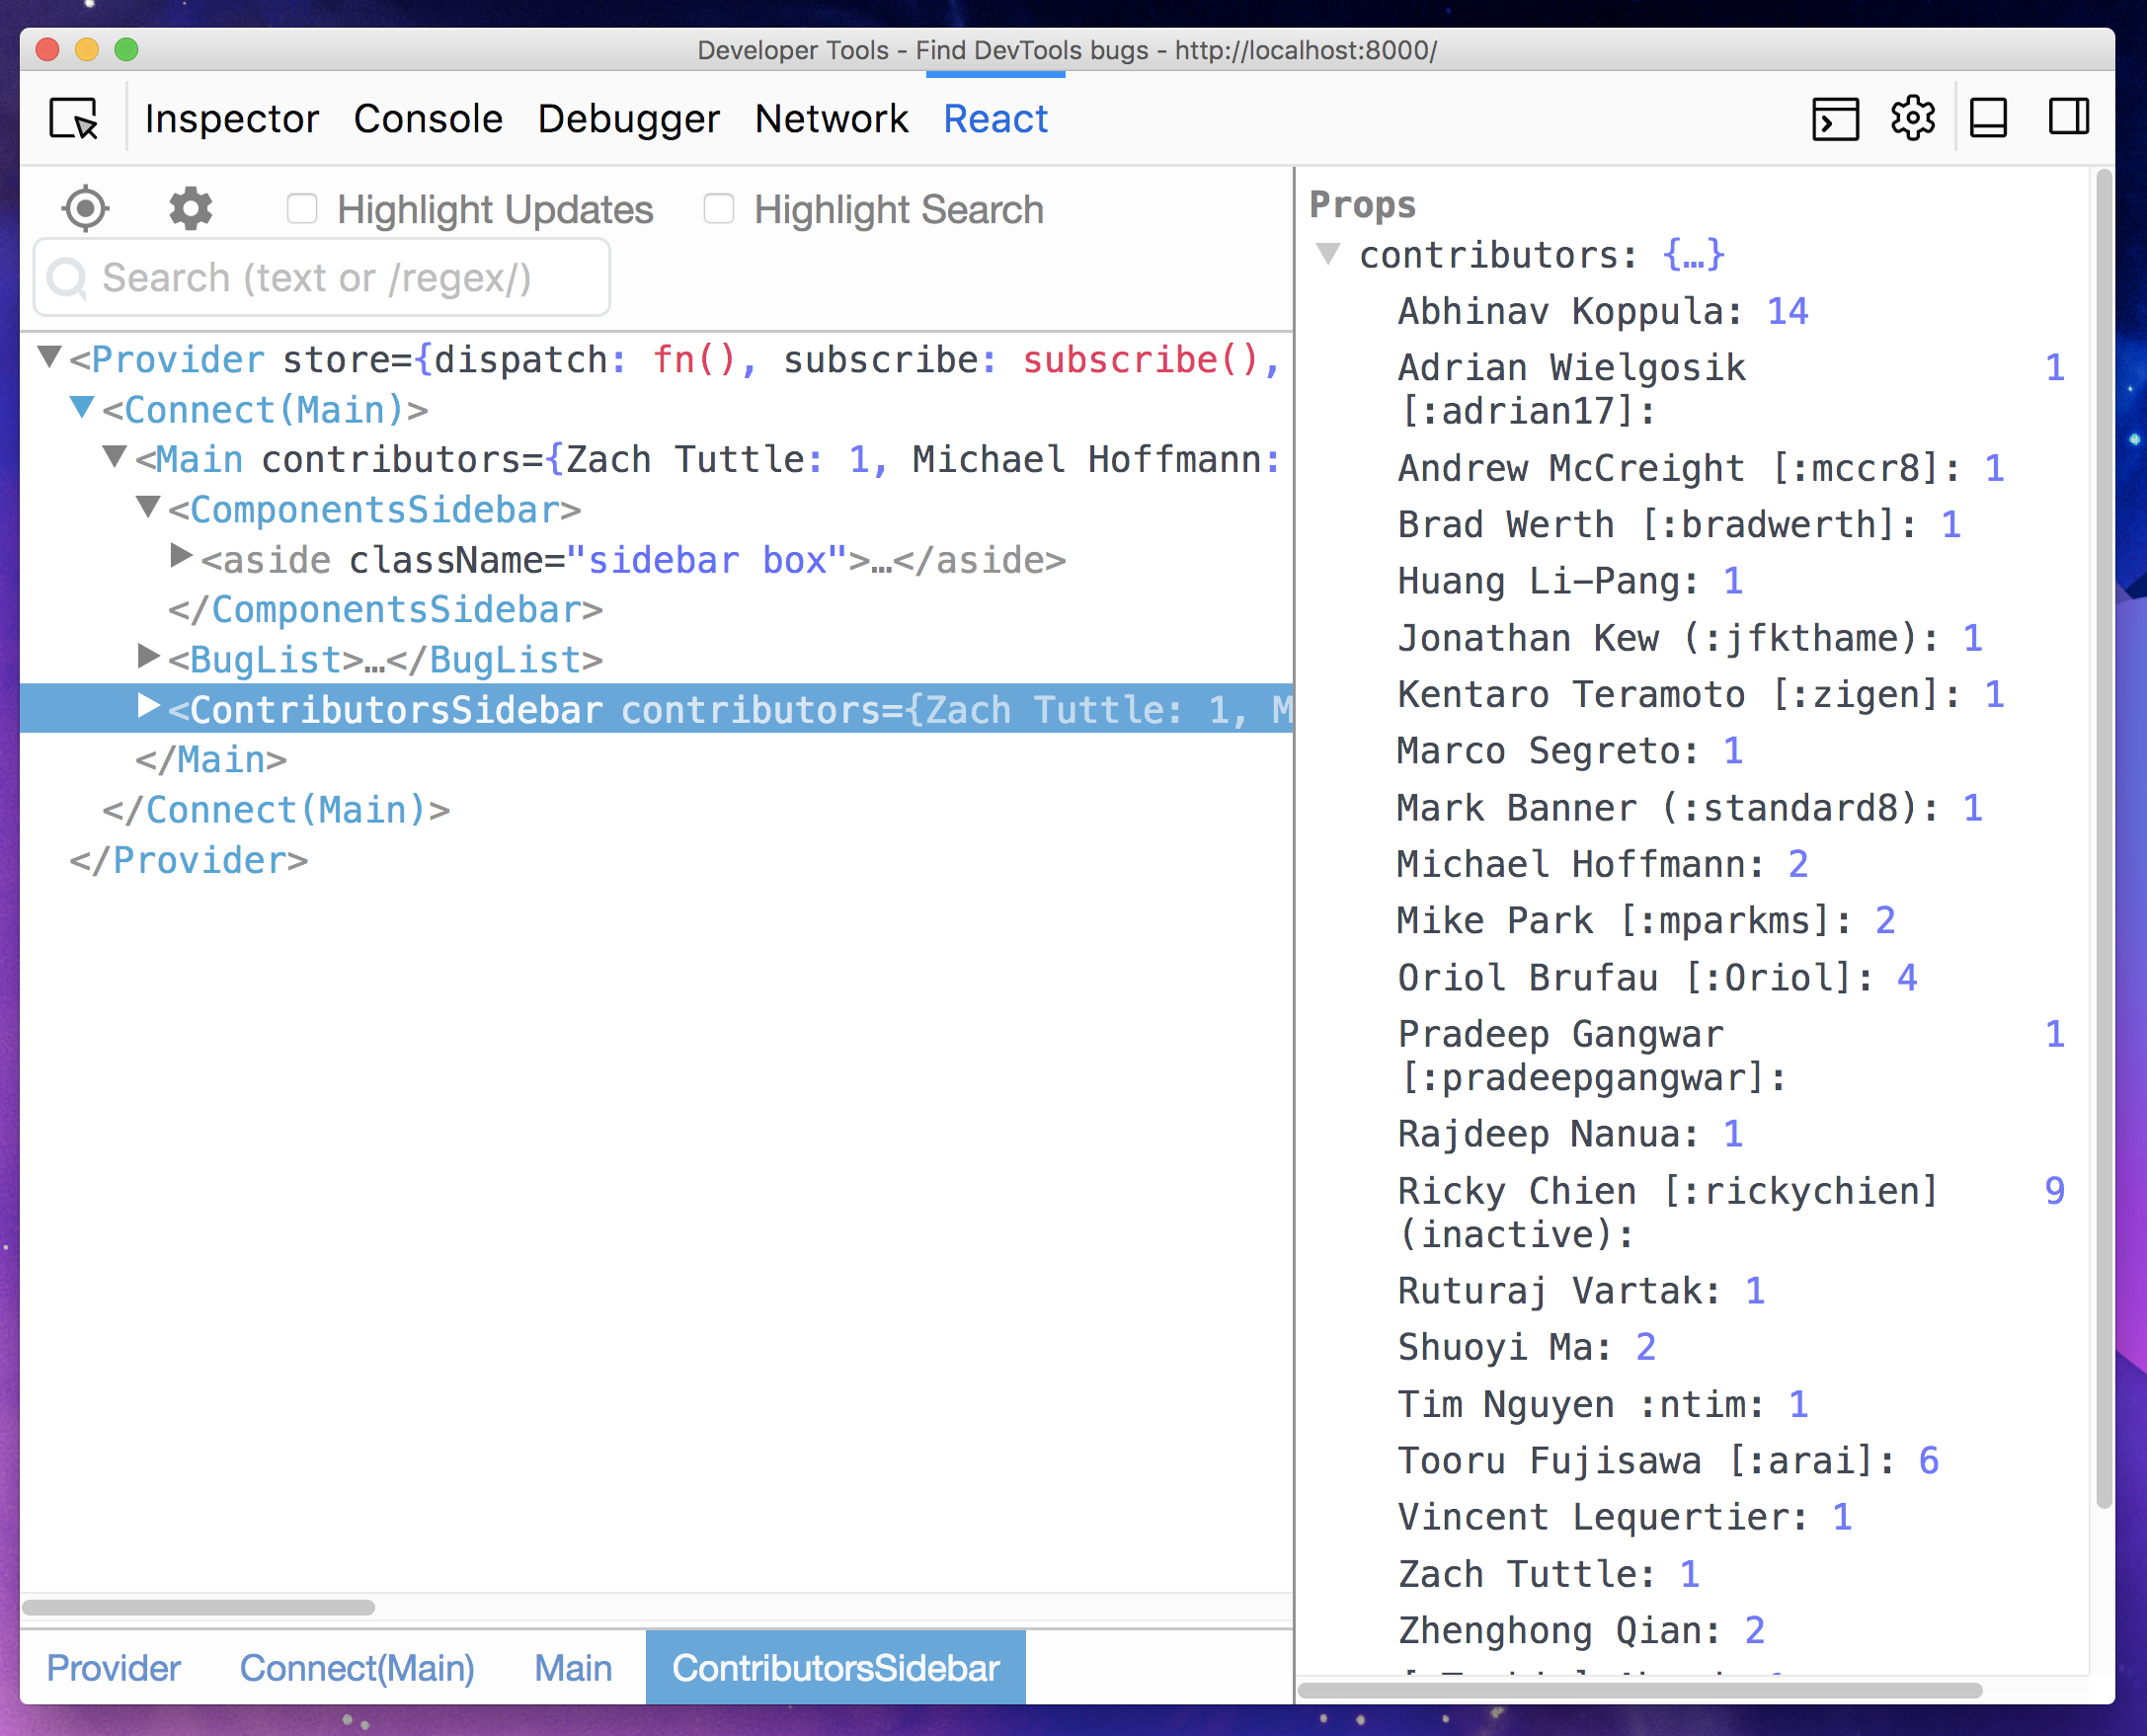 Developer Tools - Find DevTools bugs - http://localhost:8000/
Inspector Console Debugger Network React
Highlight Updates Highlight Search
Search (text or /regex/)
<Provider store={dispatch: fn(), subscribe: subscribe(),
<Connect(Main)>
<Main contributors={Zach Tuttle: 1, Michael Hoffmann:
<ComponentsSidebar>
<aside className="sidebar box">…</aside>
</ComponentsSidebar>
<BugList>…</BugList>
<ContributorsSidebar contributors={Zach Tuttle: 1, M
</Main>
</Connect(Main)>
</Provider>
Provider Connect(Main) Main ContributorsSidebar
Props
contributors: {…}
Abhinav Koppula: 14
Adrian Wielgosik 1
[:adrian17]:
Andrew McCreight [:mccr8]: 1
Brad Werth [:bradwerth]: 1
Huang Li-Pang: 1
Jonathan Kew (:jfkthame): 1
Kentaro Teramoto [:zigen]: 1
Marco Segreto: 1
Mark Banner (:standard8): 1
Michael Hoffmann: 2
Mike Park [:mparkms]: 2
Oriol Brufau [:Oriol]: 4
Pradeep Gangwar 1
[:pradeepgangwar]:
Rajdeep Nanua: 1
Ricky Chien [:rickychien] 9
(inactive):
Ruturaj Vartak: 1
Shuoyi Ma: 2
Tim Nguyen :ntim: 1
Tooru Fujisawa [:arai]: 6
Vincent Lequertier: 1
Zach Tuttle: 1
Zhenghong Qian: 2